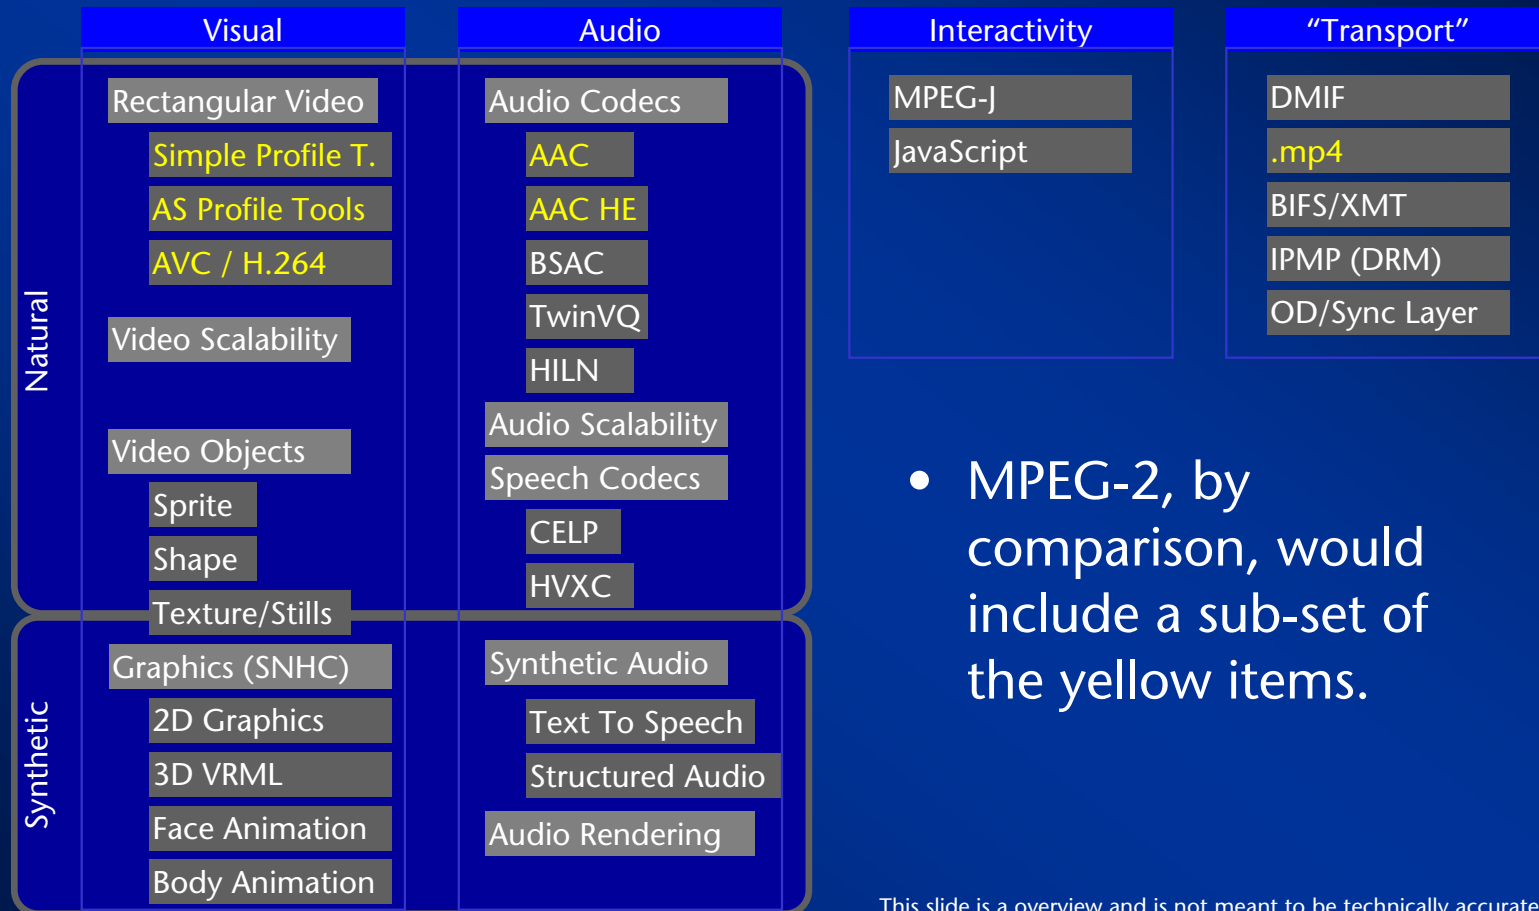 Visual
Audio
Interactivity
“Transport”
Natural
Rectangular Video
Simple Profile T.
AS Profile Tools
AVC / H.264
Video Scalability
Video Objects
Sprite
Shape
Texture/Stills
Audio Codecs
AAC
AAC HE
BSAC
TwinVQ
HILN
Audio Scalability
Speech Codecs
CELP
HVXC
Synthetic
Graphics (SNHC)
2D Graphics
3D VRML
Face Animation
Body Animation
Synthetic Audio
Text To Speech
Structured Audio
Audio Rendering
MPEG-J
JavaScript
DMIF
.mp4
BIFS/XMT
IPMP (DRM)
OD/Sync Layer
• MPEG-2, by
comparison, would
include a sub-set of
the yellow items.
This slide is a overview and is not meant to be technically accurate